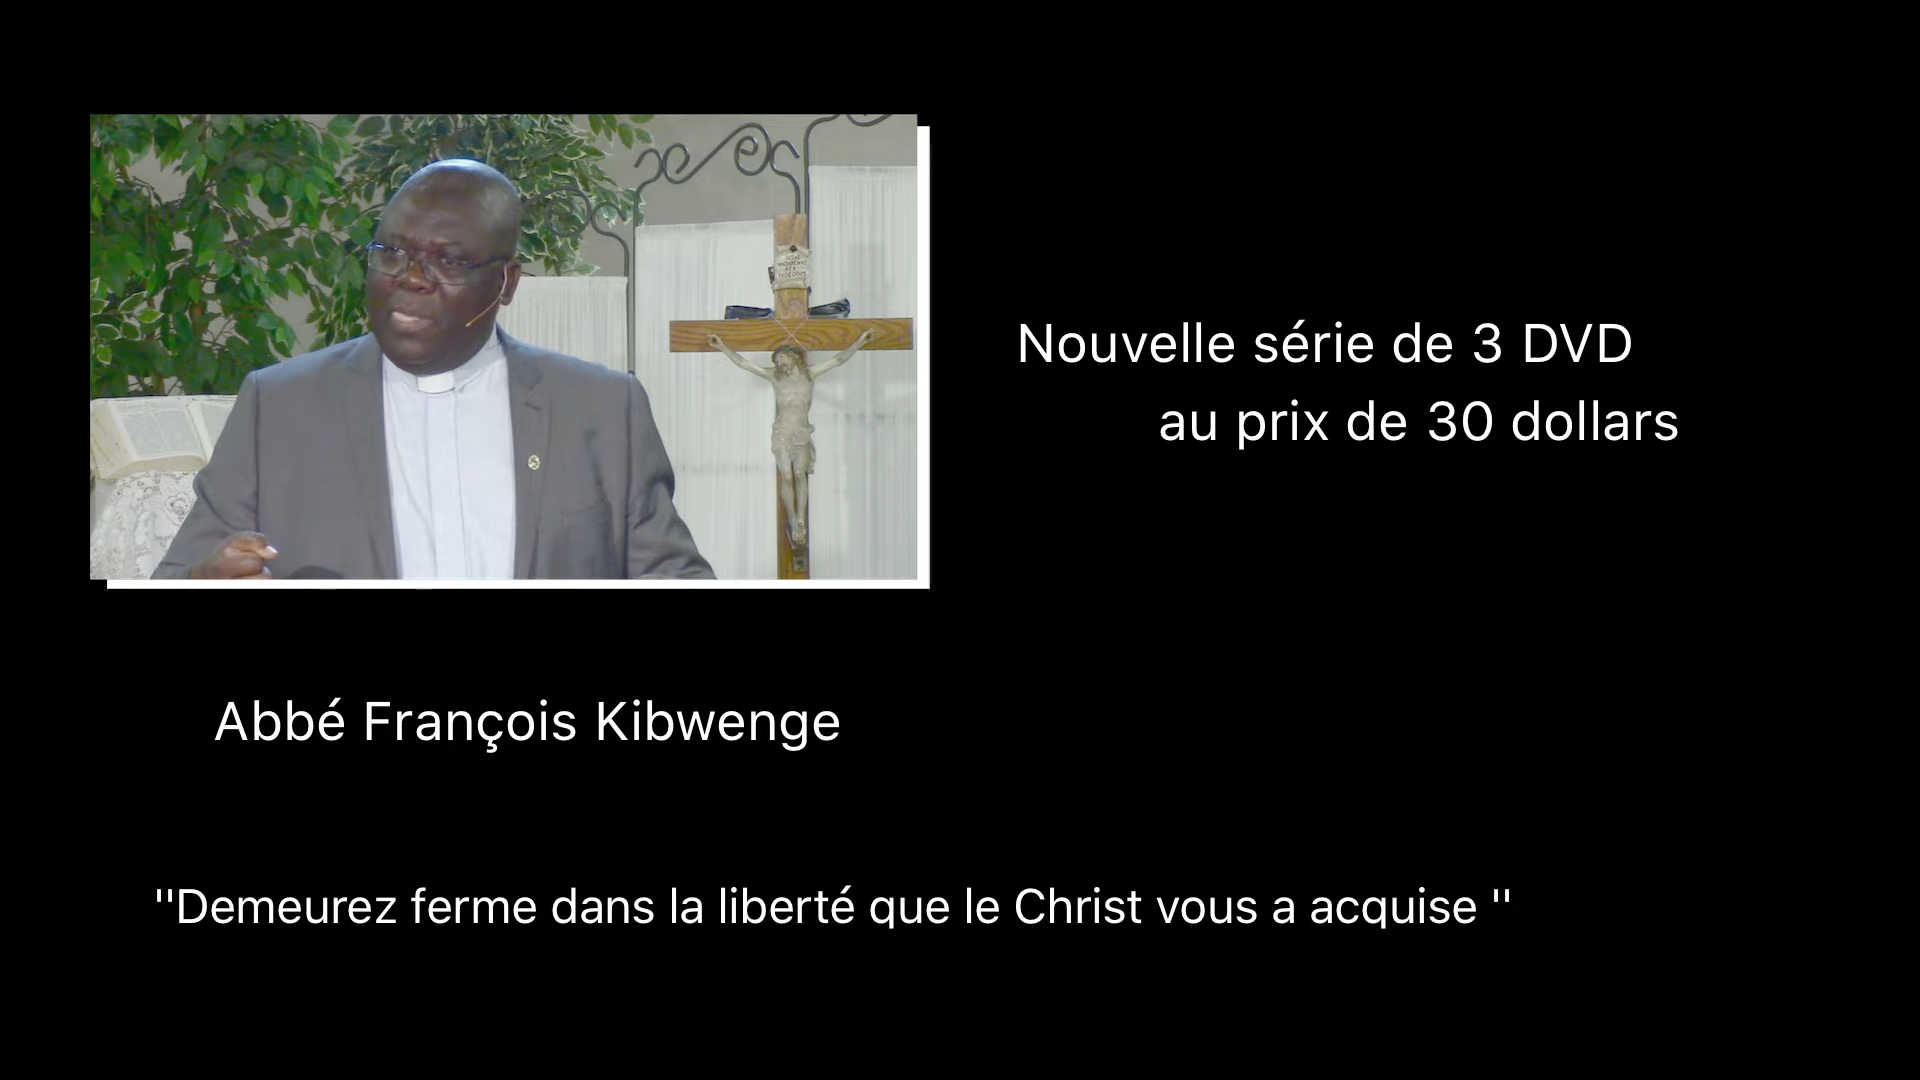 Nouvelle série de 3 DVD
au prix de 30 dollars
Abbé François Kibwenge
"Demeurez ferme dans la liberté que le Christ vous a acquise "